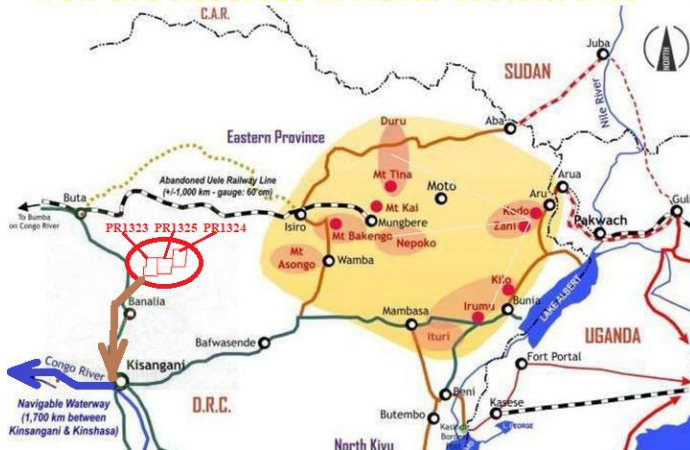 C.A.R.
Juba
NORTH
SUDAN
Nile River
Duru
Aba
Eastern Province
Mt Tina
Abandoned Uele Railway Line
(+/-1,000 km - gauge: 60 cm)
Moto
Arua
Buta
Mt Kai
Aru
Kodo
Gul
To Bumba
on Congo River
Isiro
Mungbere
Zani
Pakwach
PR1323 PR1325 PR1324
Mt Bakengo
Nepoko
Mt
Asongo
Wamba
Kilo
LAKE ALBERT
Banalia
Mambasa
Irumu
Bunia
Bafwasende
Ituri
UGANDA
Congo River
Kisangani
Fort Portal
Navigable Waterway
(1,700 km between
Kinsangani & Kinshasa)
D.R.C.
Beni
Kasese
Butembo
L. GEORGE
North Kivu